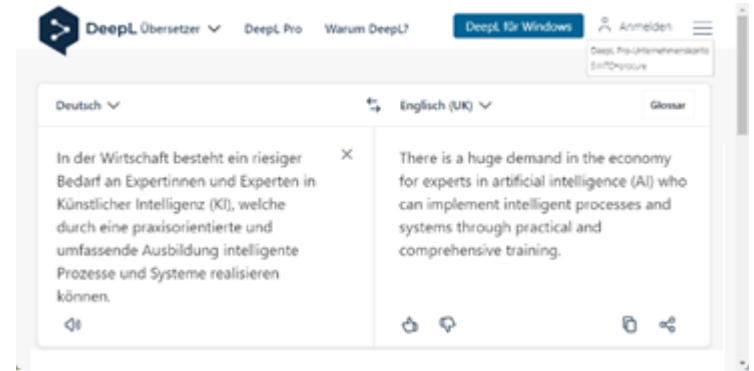 DeepL Übersetzer DeepL Pro Warum DeepL? DeepL für Windows Anmelden
DeepL Pro-Unternehmenskonto
Deutsch Englisch (UK) Glossar
In der Wirtschaft besteht ein riesiger
Bedarf an Expertinnen und Experten in
Künstlicher Intelligenz (KI), welche
durch eine praxisorientierte und
umfassende Ausbildung intelligente
Prozesse und Systeme realisieren
können.
There is a huge demand in the economy
for experts in artificial intelligence (AI) who
can implement intelligent processes and
systems through practical and
comprehensive training.